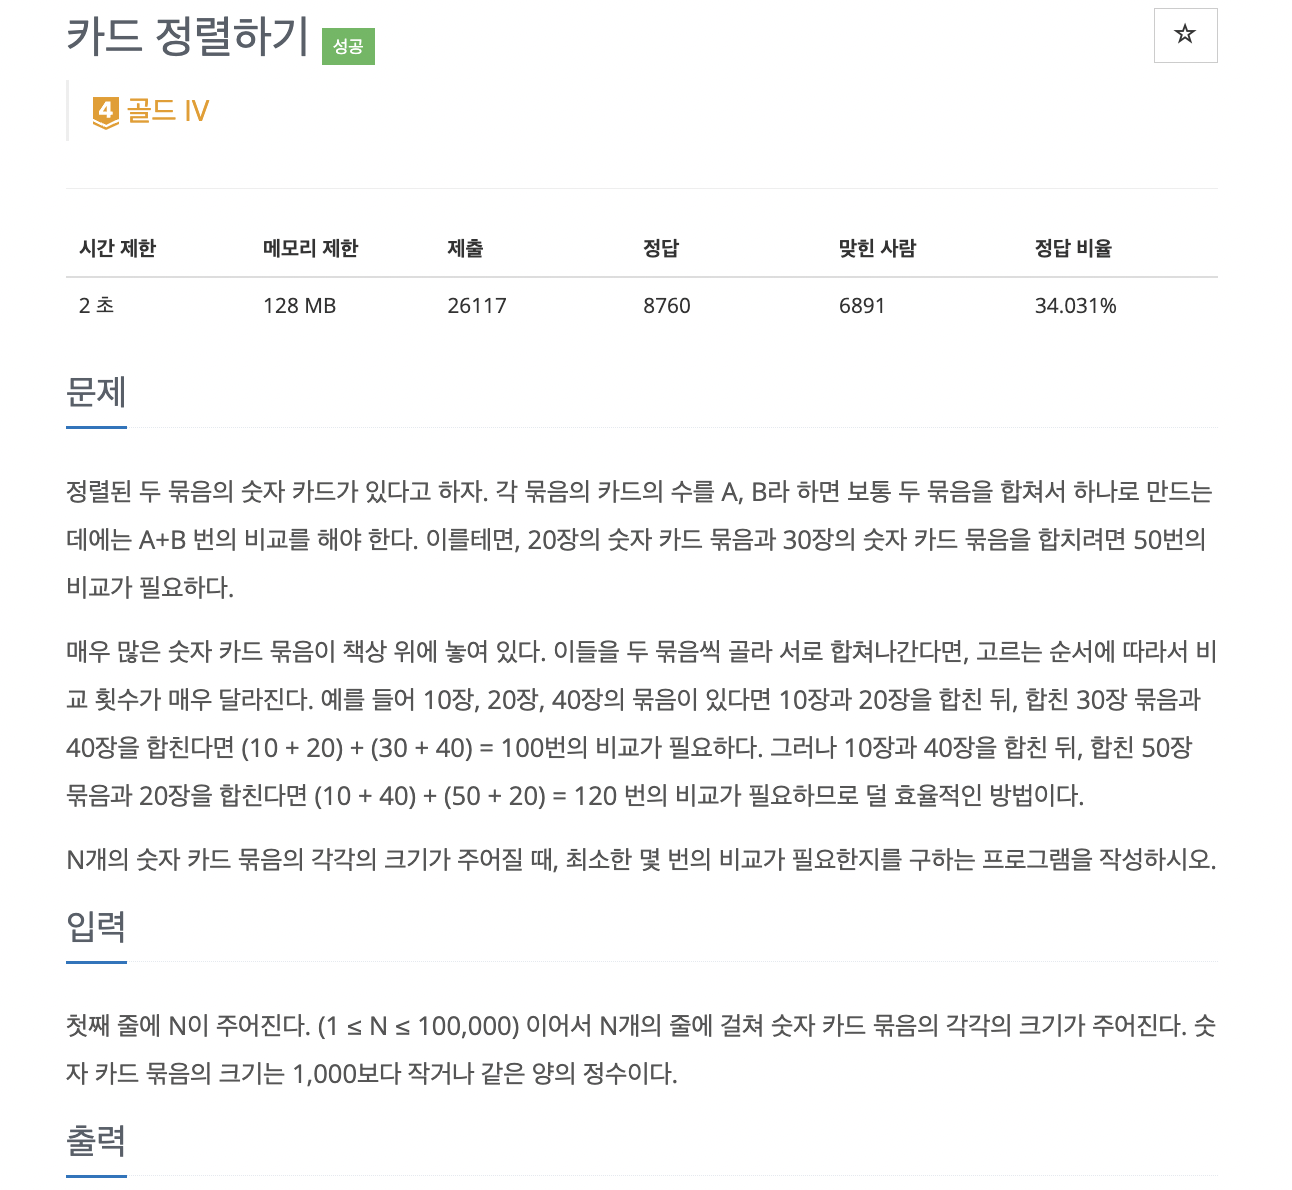 카드 정렬하기 성공
4 골드 IV
시간 제한 메모리 제한 제출 정답 맞힌 사람 정답 비율
2 초 128 MB 26117 8760 6891 34.031%
문제
정렬된 두 묶음의 숫자 카드가 있다고 하자. 각 묶음의 카드의 수를 A, B라 하면 보통 두 묶음을 합쳐서 하나로 만드는
데에는 A+B 번의 비교를 해야 한다. 이를테면, 20장의 숫자 카드 묶음과 30장의 숫자 카드 묶음을 합치려면 50번의
비교가 필요하다.
매우 많은 숫자 카드 묶음이 책상 위에 놓여 있다. 이들을 두 묶음씩 골라 서로 합쳐나간다면, 고르는 순서에 따라서 비
교 횟수가 매우 달라진다. 예를 들어 10장, 20장, 40장의 묶음이 있다면 10장과 20장을 합친 뒤, 합친 30장 묶음과
40장을 합친다면 (10 + 20) + (30 + 40) = 100번의 비교가 필요하다. 그러나 10장과 40장을 합친 뒤, 합친 50장
묶음과 20장을 합친다면 (10 + 40) + (50 + 20) = 120 번의 비교가 필요하므로 덜 효율적인 방법이다.
N개의 숫자 카드 묶음의 각각의 크기가 주어질 때, 최소한 몇 번의 비교가 필요한지를 구하는 프로그램을 작성하시오.
입력
첫째 줄에 N이 주어진다. (1 ≤ N ≤ 100,000) 이어서 N개의 줄에 걸쳐 숫자 카드 묶음의 각각의 크기가 주어진다. 숫
자 카드 묶음의 크기는 1,000보다 작거나 같은 양의 정수이다.
출력